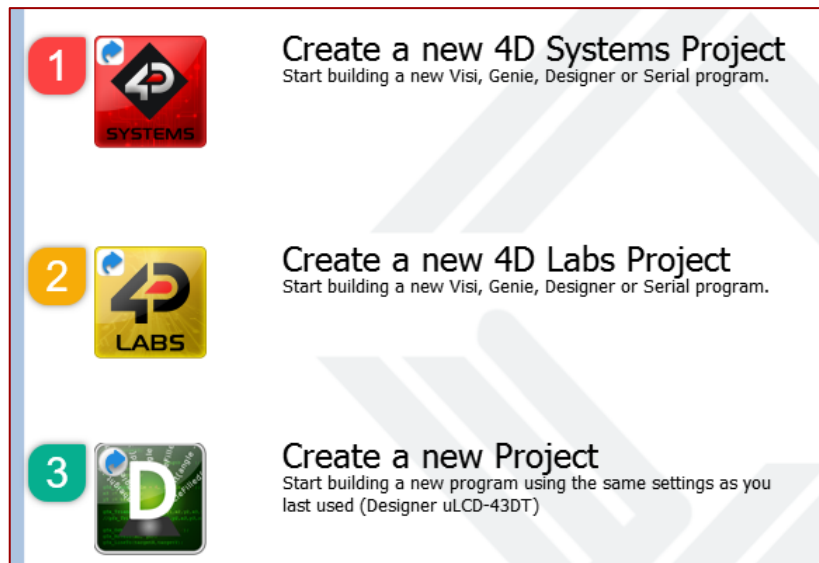 1
4D
SYSTEMS
Create a new 4D Systems Project
Start building a new Visi, Genie, Designer or Serial program.
2
4D
LABS
Create a new 4D Labs Project
Start building a new Visi, Genie, Designer or Serial program.
3
D
Create a new Project
Start building a new program using the same settings as you
last used (Designer uLCD-43DT)